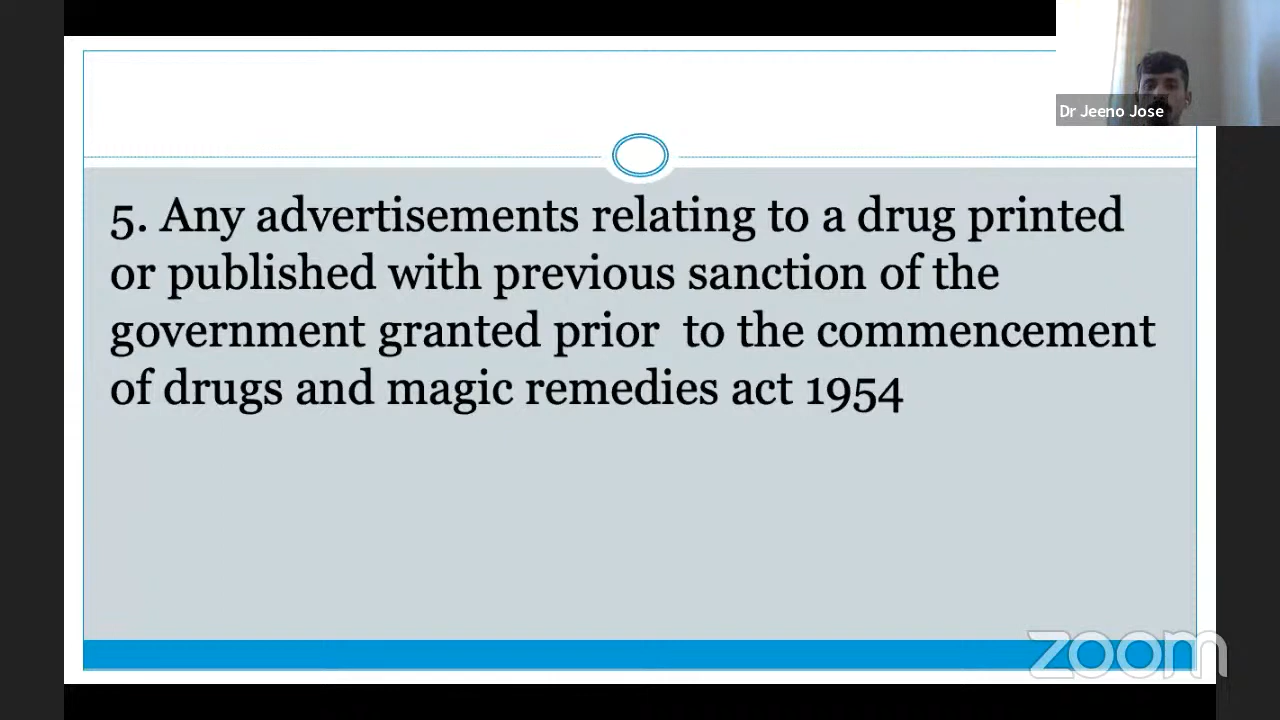 Dr Jeeno Jose
5. Any advertisements relating to a drug printed
or published with previous sanction of the
government granted prior to the commencement
of drugs and magic remedies act 1954
zoom